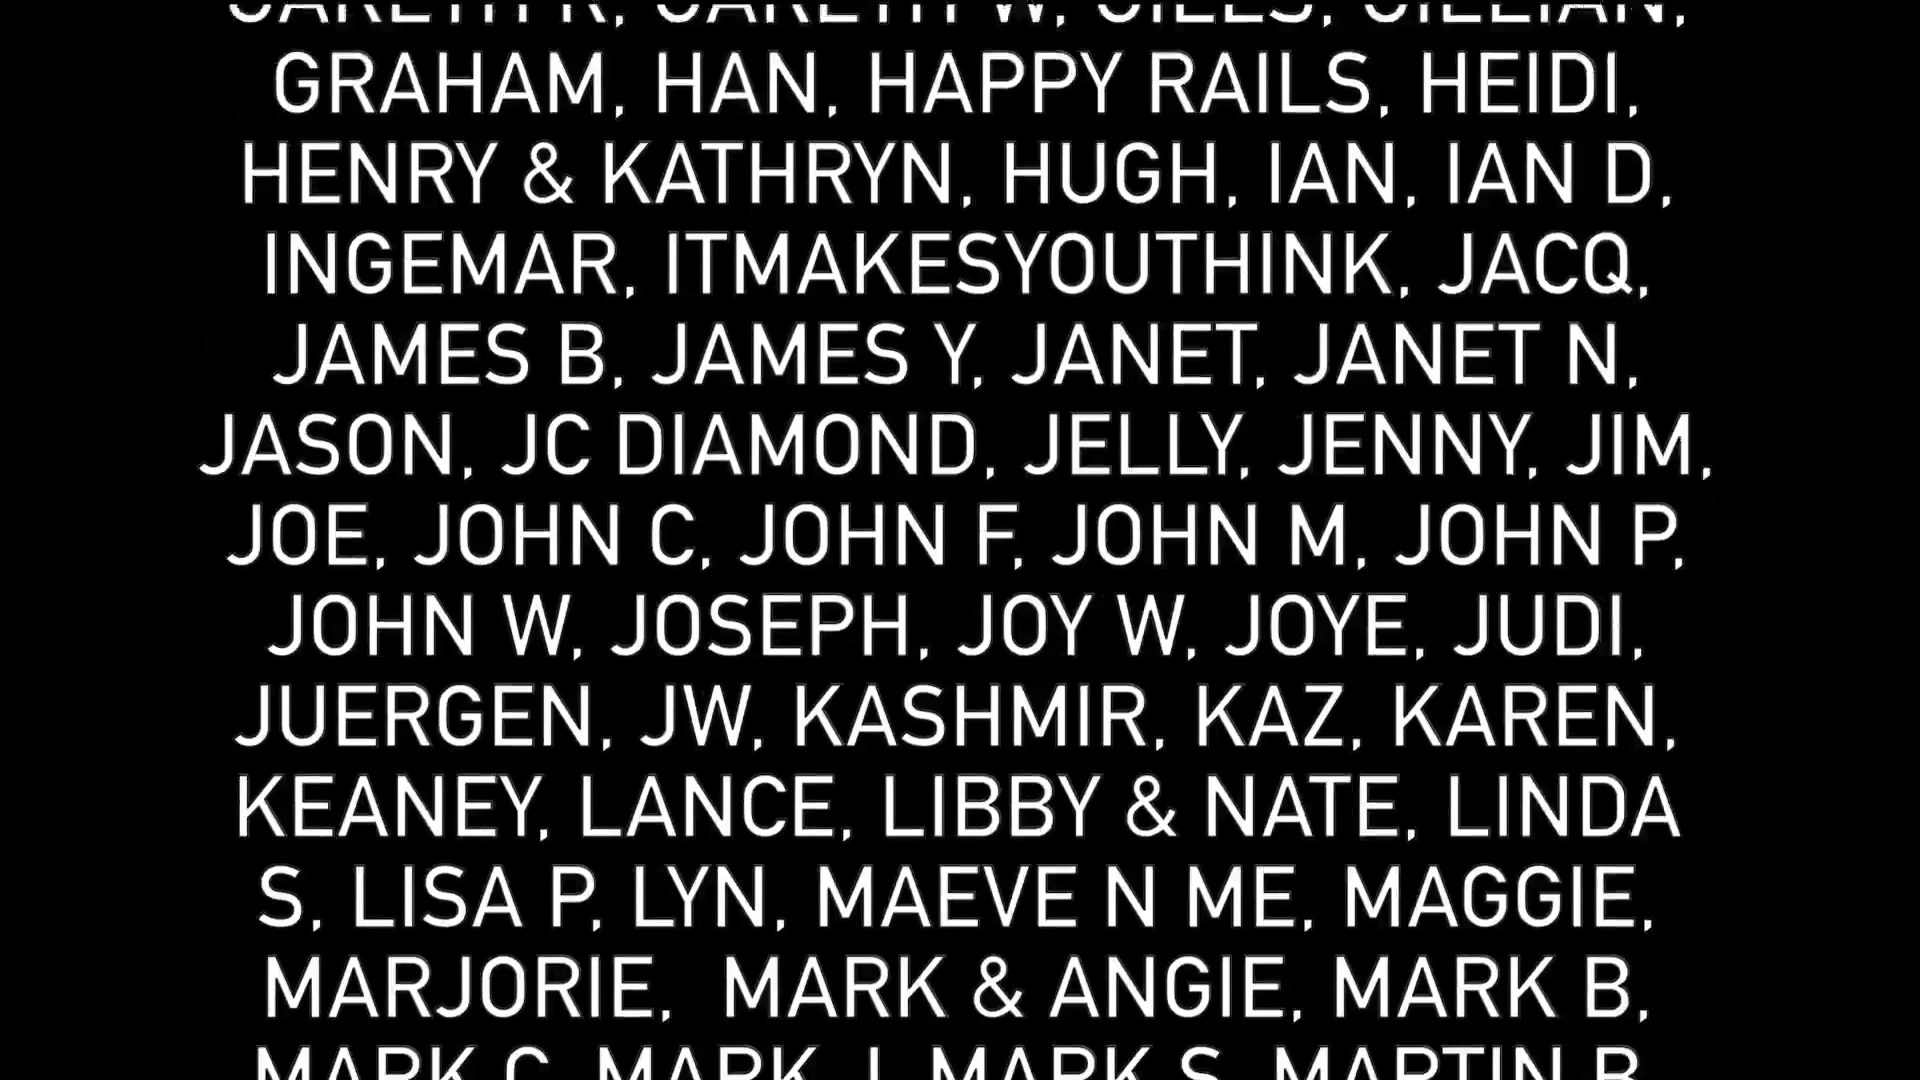 GARETH R, GARETH W, GILES, GILLIAN,
GRAHAM, HAN, HAPPY RAILS, HEIDI,
HENRY & KATHRYN, HUGH, IAN, IAN D,
INGEMAR, ITMAKESYOUTHINK, JACQ,
JAMES B, JAMES Y, JANET, JANET N,
JASON, JC DIAMOND, JELLY, JENNY, JIM,
JOE, JOHN C, JOHN F, JOHN M, JOHN P,
JOHN W, JOSEPH, JOY W, JOYE, JUDI,
JUERGEN, JW, KASHMIR, KAZ, KAREN,
KEANEY, LANCE, LIBBY & NATE, LINDA
S, LISA P, LYN, MAEVE N ME, MAGGIE,
MARJORIE,  MARK & ANGIE, MARK B,
MARK C, MARK J, MARK S, MARTIN